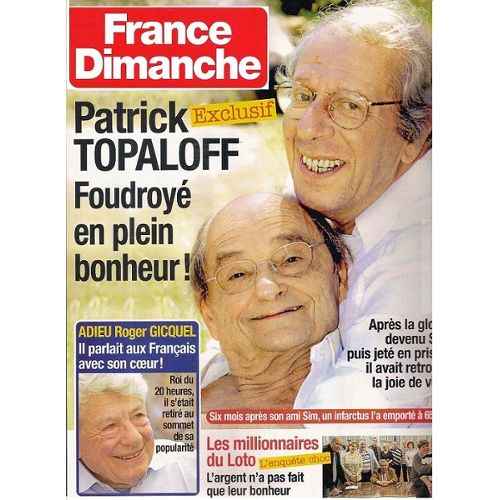 France
Dimanche
Patrick Exclusif
TOPALOFF
Foudroyé
en plein
bonheur !
Après la glo
devenu S
puis jeté en pris
il avait retro
la joie de v
ADIEU Roger GICQUEL
Il parlait aux Français
avec son cœur !
Roi du
20 heures,
il s'était
retiré au
sommet
de sa
popularité
Six mois après son ami Sim, un infarctus l'a emporté à 65
Les millionnaires
du Loto L'enquête choc
L'argent n'a pas fait
que leur bonheur